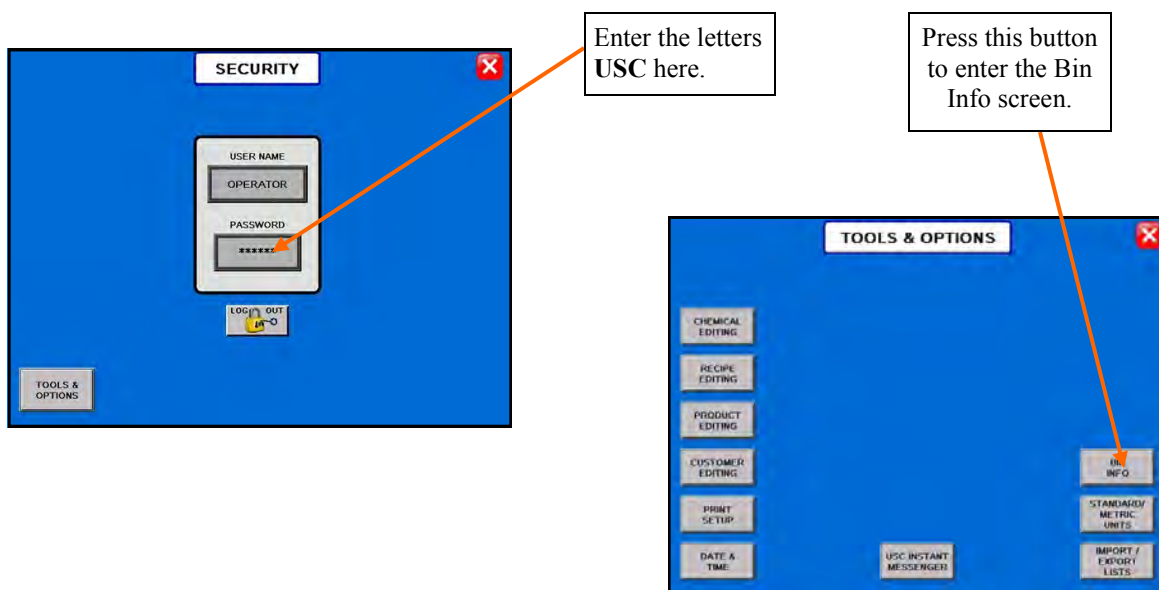 Enter the letters
USC here.
Press this button
to enter the Bin
Info screen.
SECURITY
USER NAME
OPERATOR
PASSWORD
******
LOG OUT
TOOLS &
OPTIONS
TOOLS & OPTIONS
CHEMICAL
EDITING
RECIPE
EDITING
PRODUCT
EDITING
CUSTOMER
EDITING
PRINT
SETUP
DATE &
TIME
USC INSTANT
MESSENGER
BIN
INFO
STANDARD/
METRIC
UNITS
IMPORT /
EXPORT
LISTS